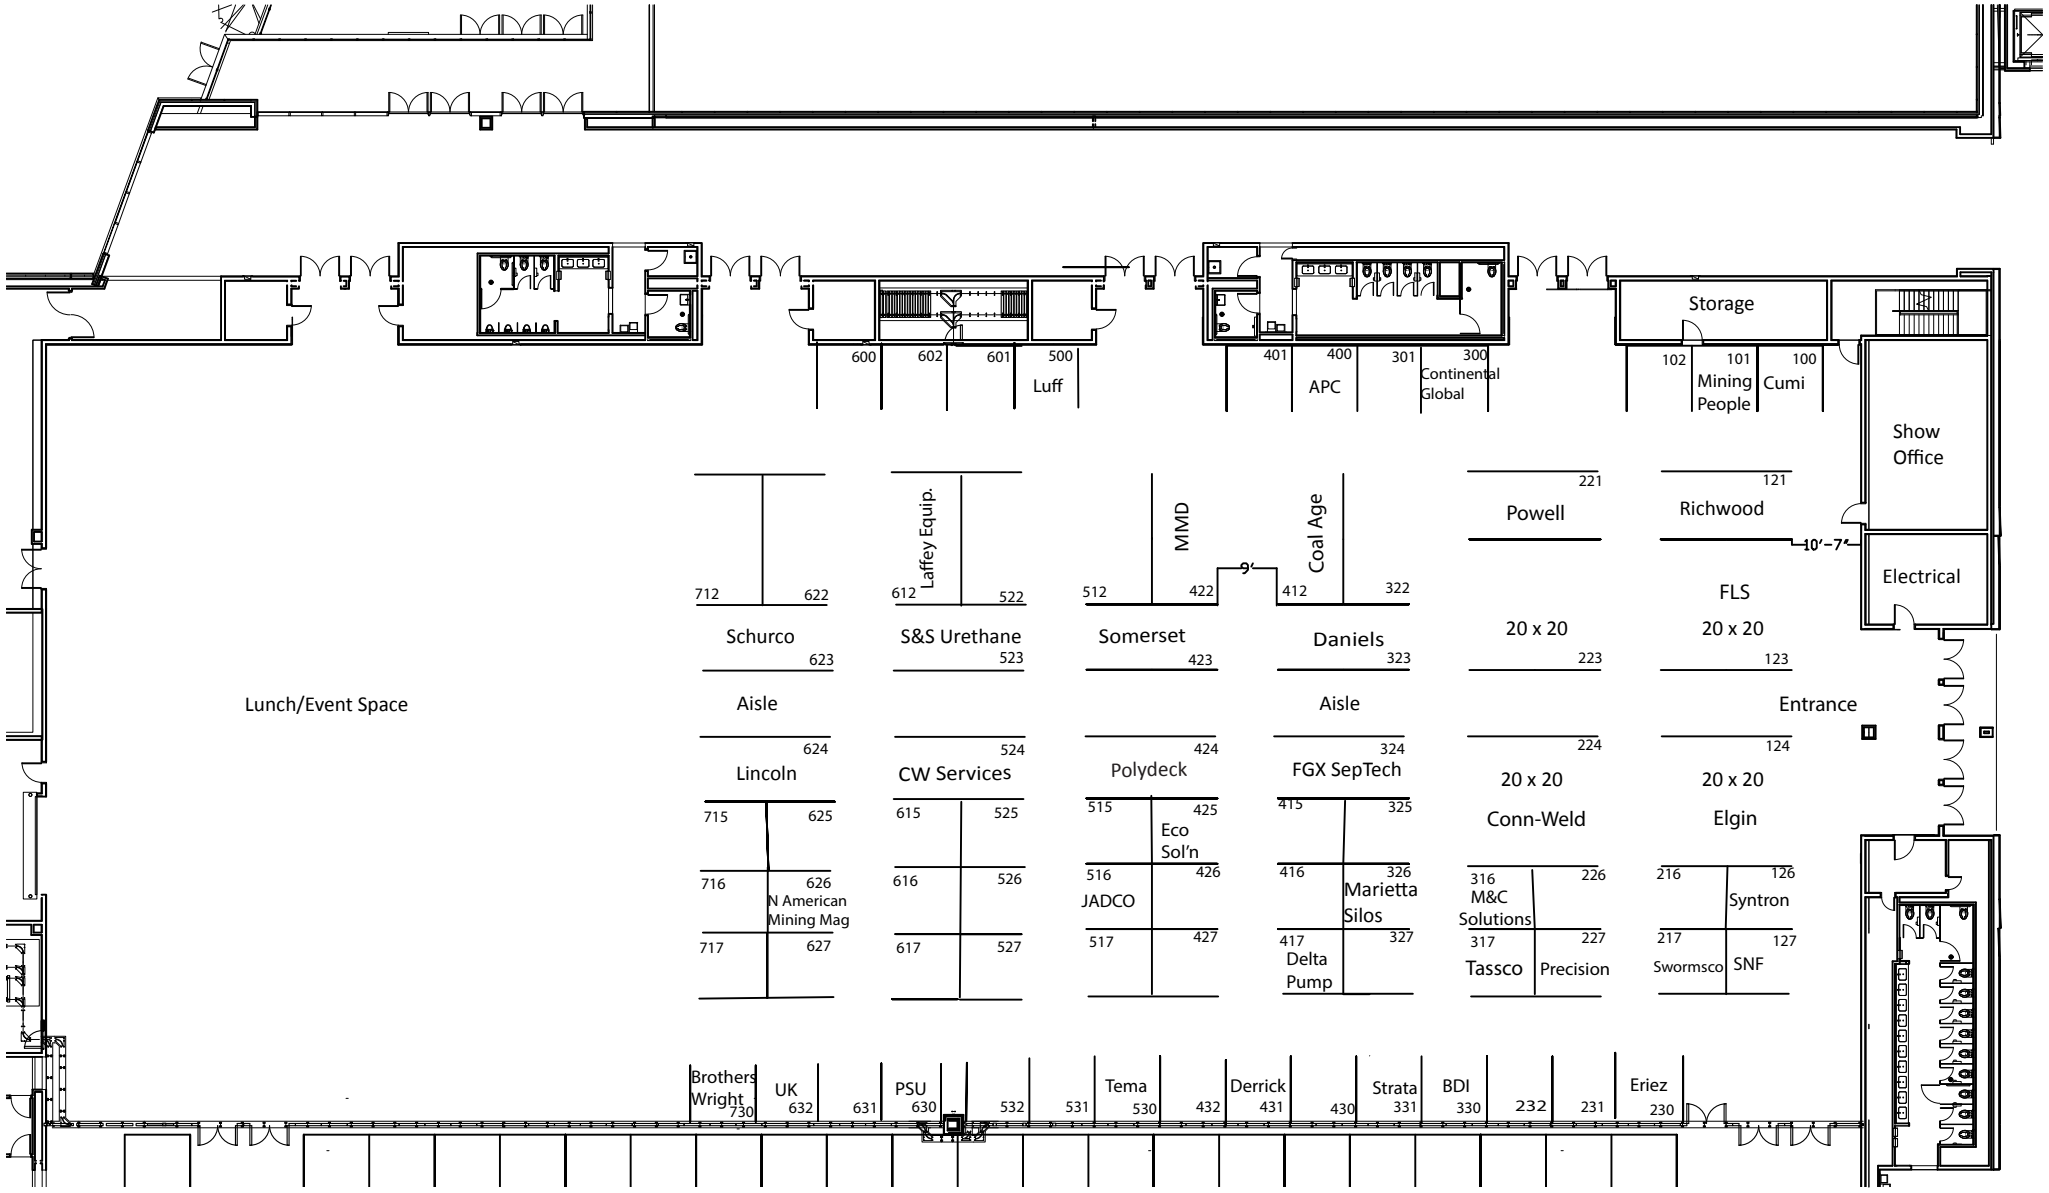 Storage
600
602
601
500
Luff
401
400
APC
301
300
Continental
Global
102
101
Mining
People
100
Cumi
Show
Office
221
Powell
121
Richwood
10'-7"
Electrical
Laffey Equip.
MMD
Coal Age
9'
712
622
612
522
512
422
412
322
FLS
Schurco
S&S Urethane
Somerset
Daniels
20 x 20
20 x 20
623
523
423
323
223
123
Lunch/Event Space
Aisle
Aisle
Entrance
624
524
424
324
224
124
Lincoln
CW Services
Polydeck
FGX SepTech
20 x 20
20 x 20
Conn-Weld
Elgin
715
625
615
525
515
425
Eco
Sol'n
415
325
716
626
N American
Mining Mag
616
526
516
JADCO
426
416
326
Marietta
Silos
316
M&C
Solutions
226
216
126
Syntron
717
627
617
527
517
427
417
Delta
Pump
327
317
Tassco
227
Precision
217
Swormsco
127
SNF
Brothers
Wright
730
UK
632
631
PSU
630
532
531
Tema
530
432
Derrick
431
430
Strata
331
BDI
330
232
231
Eriez
230